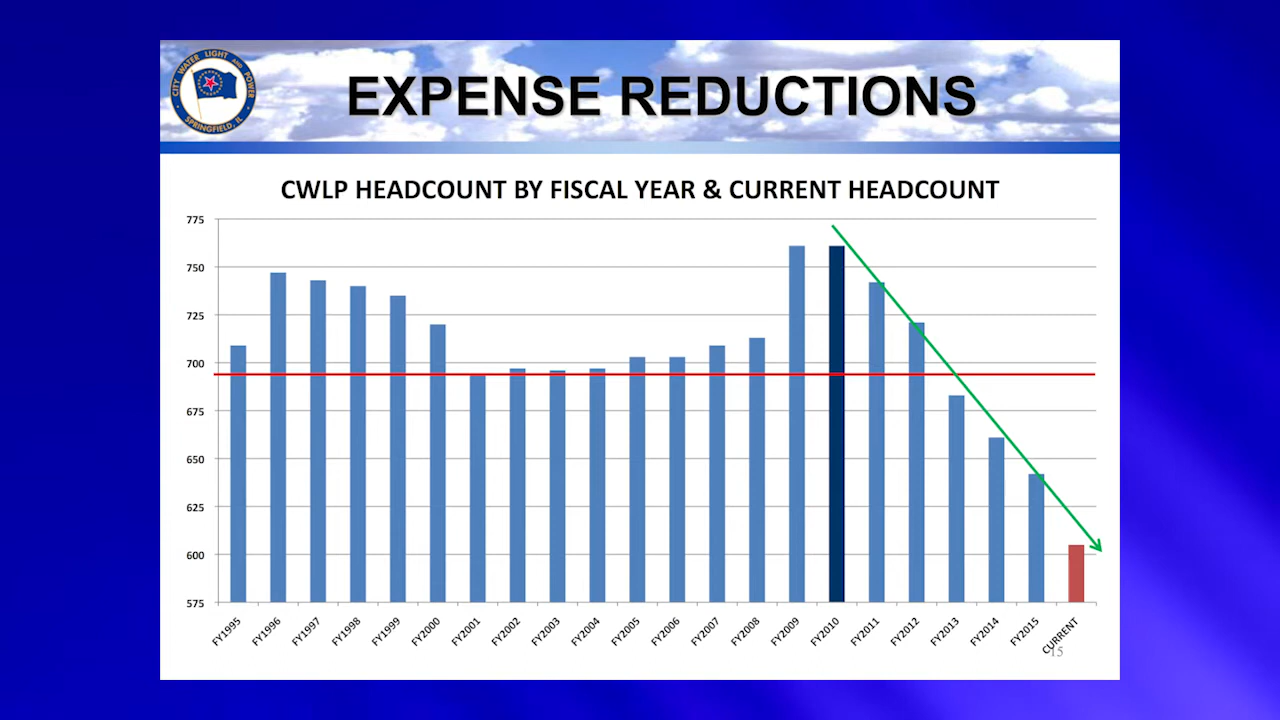 CITY WATER LIGHT AND POWER
SPRINGFIELD, IL
EXPENSE REDUCTIONS
CWLP HEADCOUNT BY FISCAL YEAR & CURRENT HEADCOUNT
775
750
725
700
675
650
625
600
575
FY1995 FY1996 FY1997 FY1998 FY1999 FY2000 FY2001 FY2002 FY2003 FY2004 FY2005 FY2006 FY2007 FY2008 FY2009 FY2010 FY2011 FY2012 FY2013 FY2014 FY2015 CURRENT
15